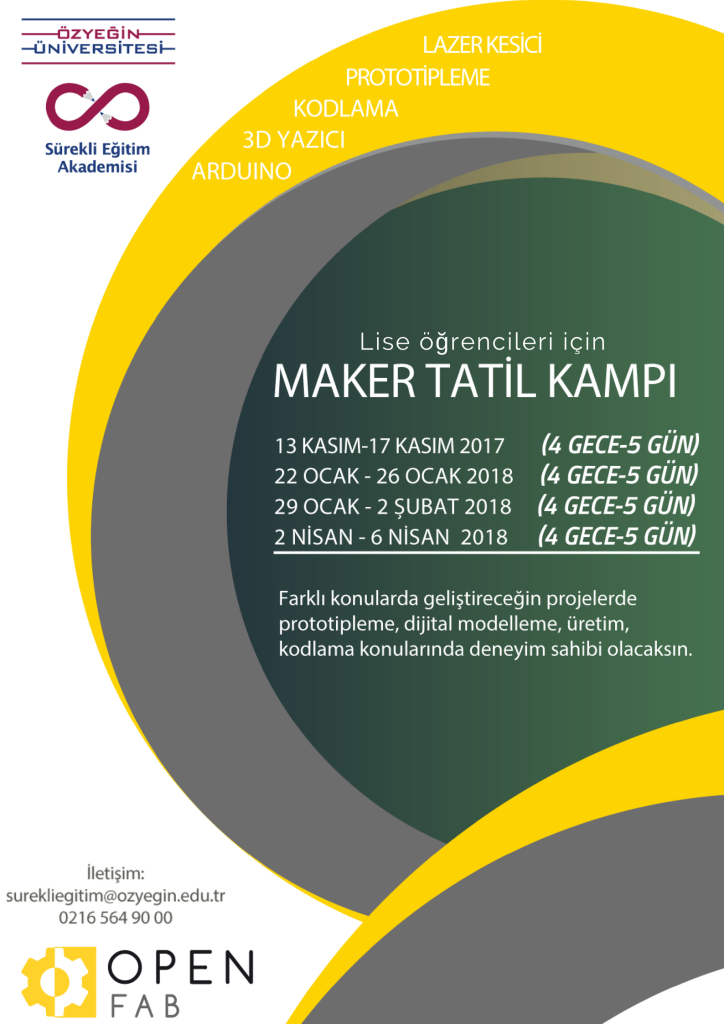 ÖZYEĞİN
ÜNİVERSİTESİ
Sürekli Eğitim
Akademisi
LAZER KESİCİ
PROTOTİPLEME
KODLAMA
3D YAZICI
ARDUINO
Lise öğrencileri için
MAKER TATİL KAMPI
13 KASIM-17 KASIM 2017 (4 GECE-5 GÜN)
22 OCAK - 26 OCAK 2018 (4 GECE-5 GÜN)
29 OCAK - 2 ŞUBAT 2018 (4 GECE-5 GÜN)
2 NİSAN - 6 NİSAN 2018 (4 GECE-5 GÜN)
Farklı konularda geliştireceğin projelerde
prototipleme, dijital modelleme, üretim,
kodlama konularında deneyim sahibi olacaksın.
İletişim:
surekliegitim@ozyegin.edu.tr
0216 564 90 00
OPEN
FAB